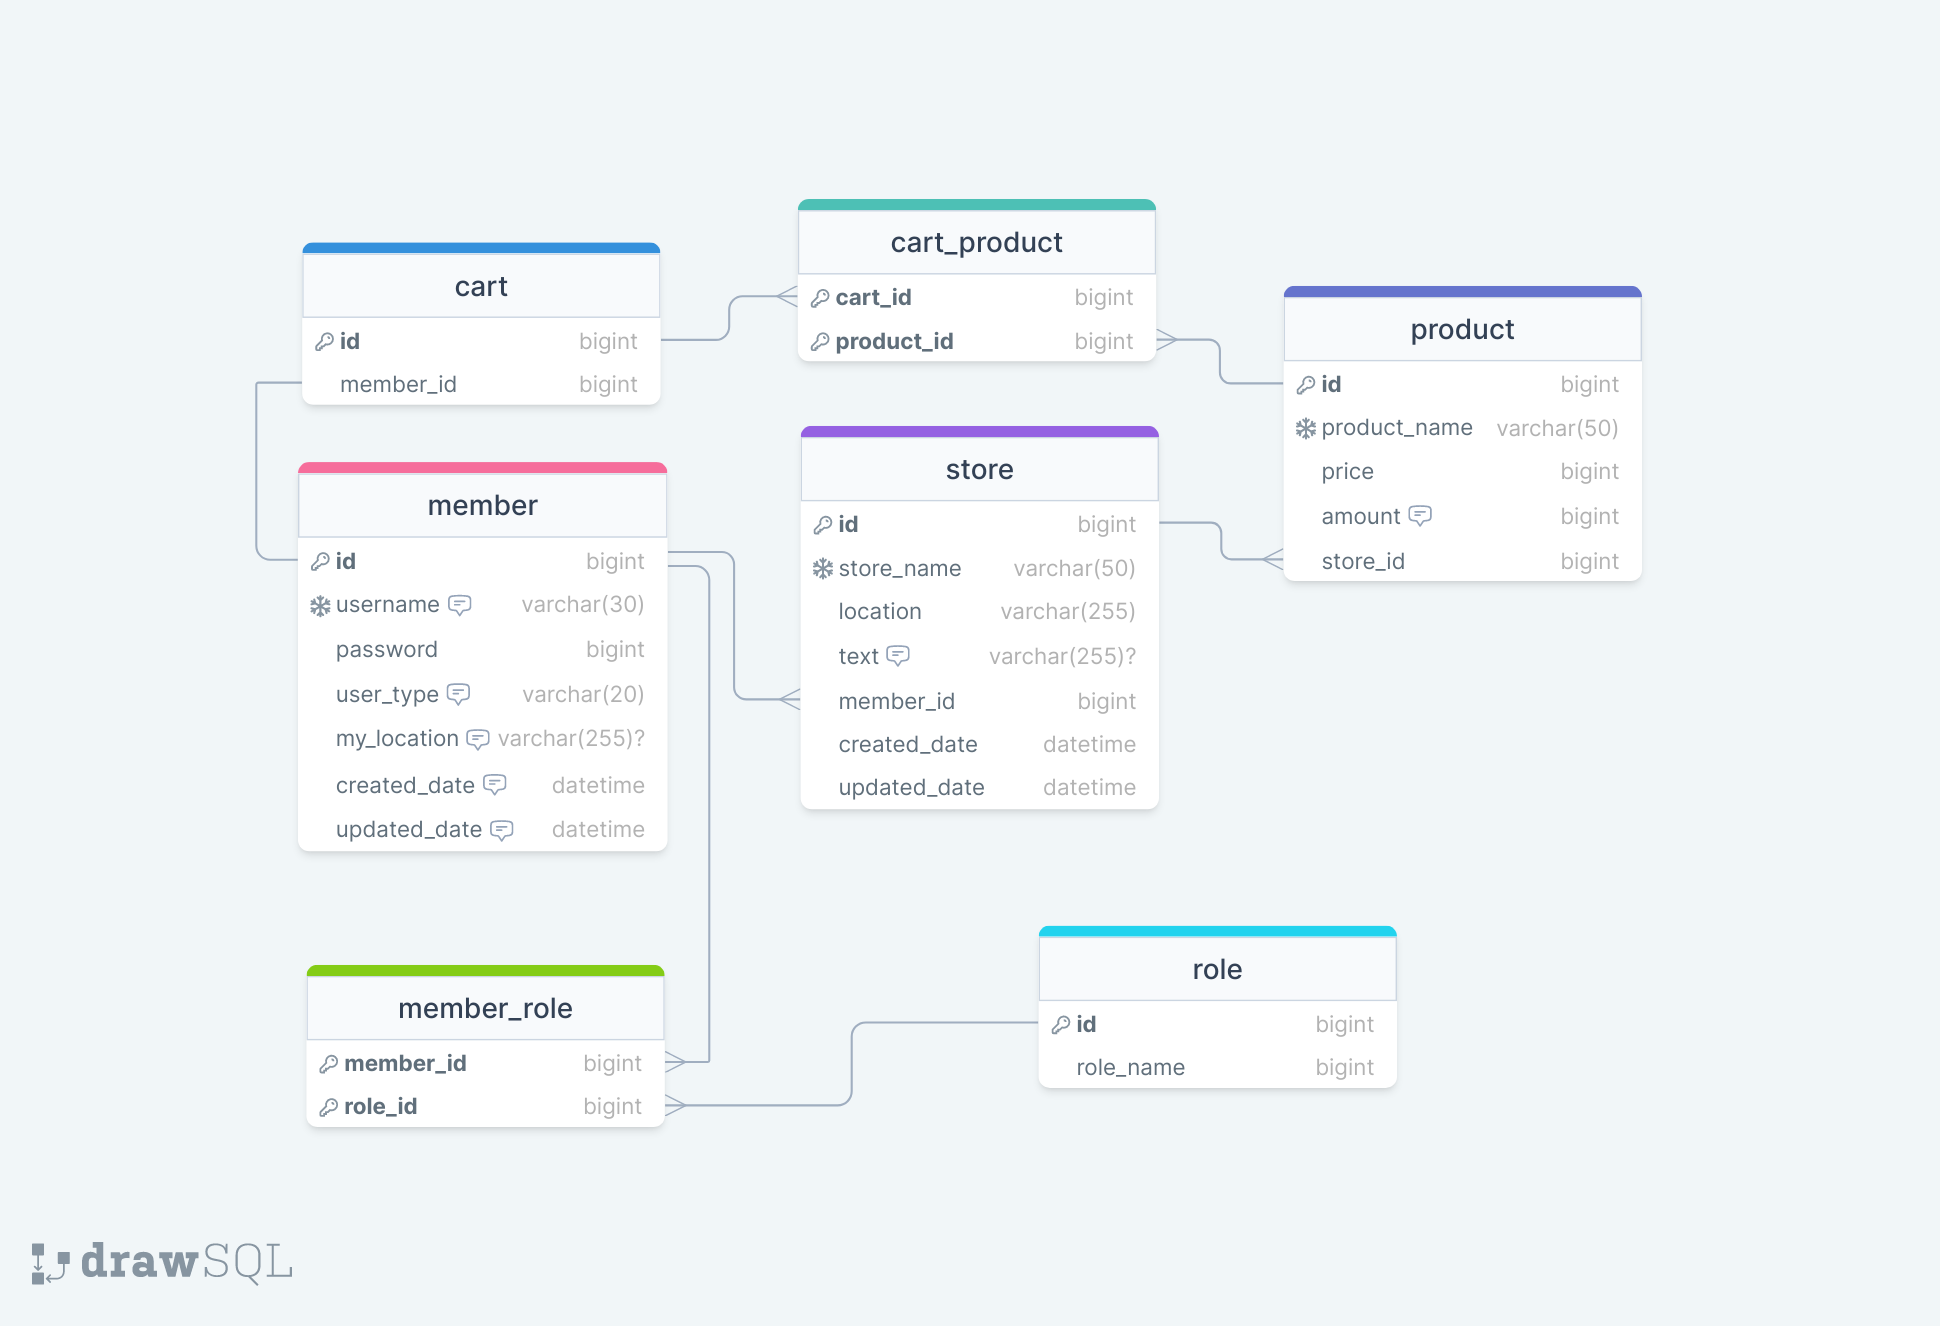 cart
id bigint
member_id bigint
cart_product
cart_id bigint
product_id bigint
product
id bigint
product_name varchar(50)
price bigint
amount bigint
store_id bigint
member
id bigint
username varchar(30)
password bigint
user_type varchar(20)
my_location varchar(255)?
created_date datetime
updated_date datetime
store
id bigint
store_name varchar(50)
location varchar(255)
text varchar(255)?
member_id bigint
created_date datetime
updated_date datetime
member_role
member_id bigint
role_id bigint
role
id bigint
role_name bigint
drawSQL